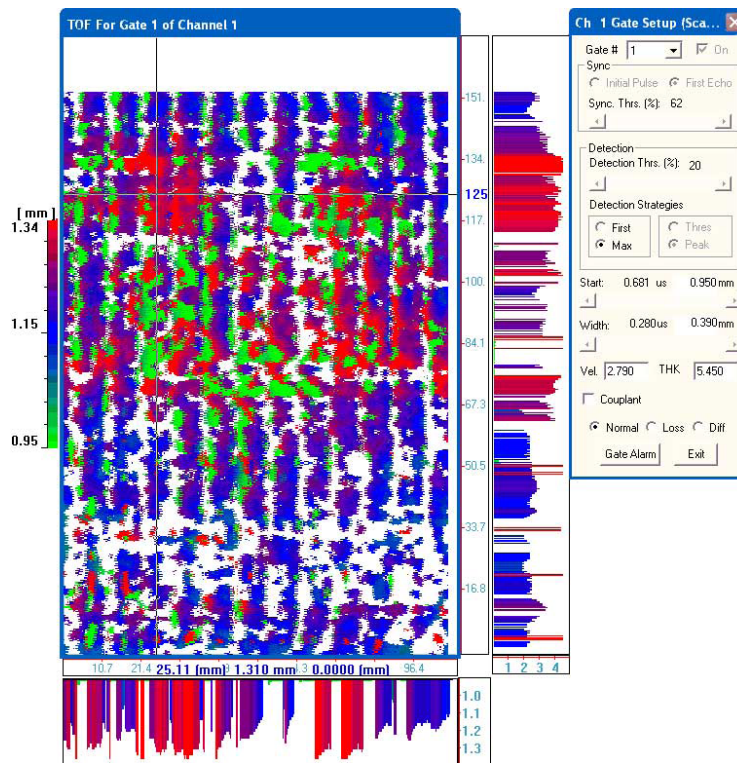 TOF For Gate 1 of Channel 1
[ mm ]
1.34
1.15
0.95
151.
134.
125
117.
100.
84.1
67.3
50.5
33.7
16.8
10.7 21.4 25.11 (mm) 1.310 mm 0.0000 (mm) 96.4
1 2 3 4
1.0
1.1
1.2
1.3
Ch 1 Gate Setup (Sca...
Gate # 1 On
Sync
Initial Pulse First Echo
Sync. Thrs. (%): 62
Detection
Detection Thrs. (%): 20
Detection Strategies
First Thres
Max Peak
Start: 0.681 us 0.950 mm
Width: 0.280 us 0.390 mm
Vel. 2.790 THK 5.450
Couplant
Normal Loss Diff
Gate Alarm Exit